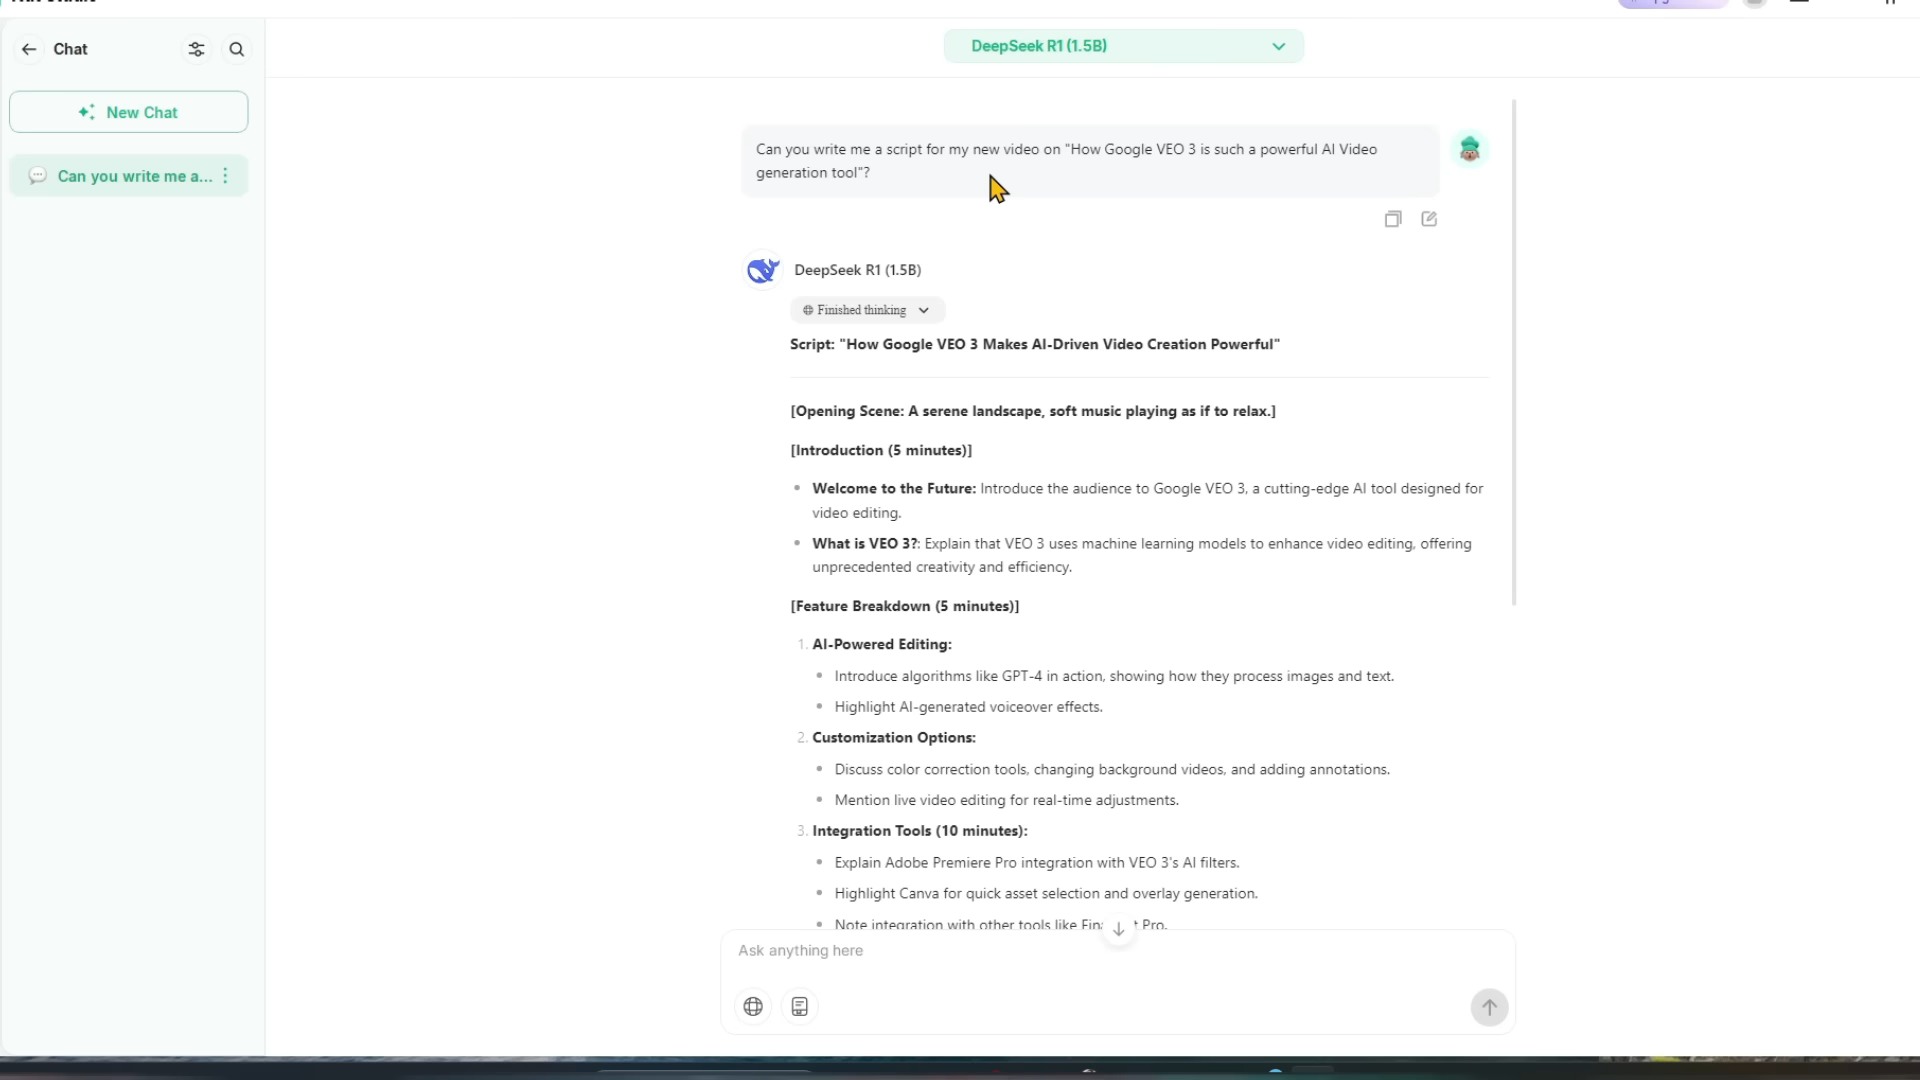 Chat
DeepSeek R1 (1.5B)
New Chat
Can you write me a...
Can you write me a script for my new video on "How Google VEO 3 is such a powerful AI Video
generation tool"?
DeepSeek R1 (1.5B)
Finished thinking
Script: "How Google VEO 3 Makes AI-Driven Video Creation Powerful"
[Opening Scene: A serene landscape, soft music playing as if to relax.]
[Introduction (5 minutes)]
• Welcome to the Future: Introduce the audience to Google VEO 3, a cutting-edge AI tool designed for
video editing.
• What is VEO 3?: Explain that VEO 3 uses machine learning models to enhance video editing, offering
unprecedented creativity and efficiency.
[Feature Breakdown (5 minutes)]
1. AI-Powered Editing:
• Introduce algorithms like GPT-4 in action, showing how they process images and text.
• Highlight AI-generated voiceover effects.
2. Customization Options:
• Discuss color correction tools, changing background videos, and adding annotations.
• Mention live video editing for real-time adjustments.
3. Integration Tools (10 minutes):
• Explain Adobe Premiere Pro integration with VEO 3's AI filters.
• Highlight Canva for quick asset selection and overlay generation.
• Note integration with other tools like Pro.
Ask anything here